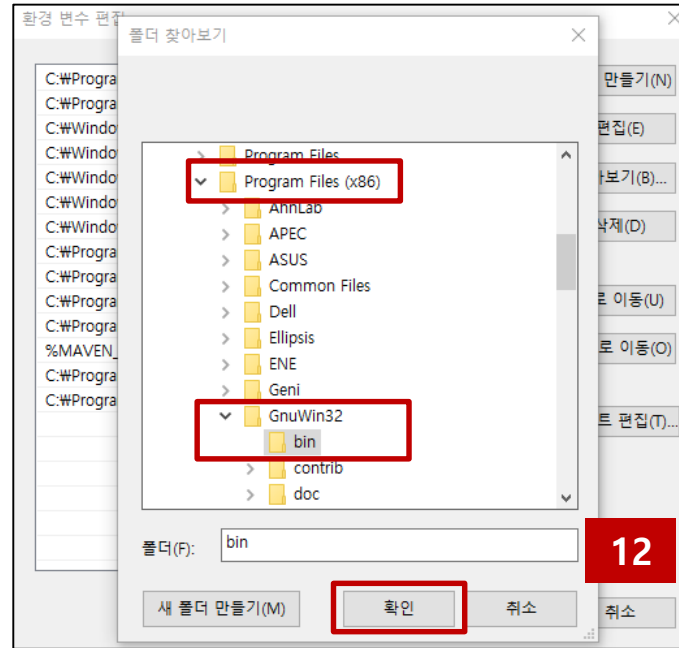 환경 변수 편집
폴더 찾아보기
C:￦Progra
C:￦Progra
C:￦Windo
C:￦Windo
C:￦Windo
C:￦Windo
C:￦Windo
C:￦Progra
C:￦Progra
C:￦Progra
C:￦Progra
%MAVEN_
C:￦Progra
C:￦Progra
Program Files
Program Files (x86)
AhnLab
APEC
ASUS
Common Files
Dell
Ellipsis
ENE
Geni
GnuWin32
bin
contrib
doc
폴더(F):
bin
새 폴더 만들기(M)
확인
취소
만들기(N)
편집(E)
아보기(B)...
삭제(D)
로 이동(U)
로 이동(O)
트 편집(T)...
12
취소